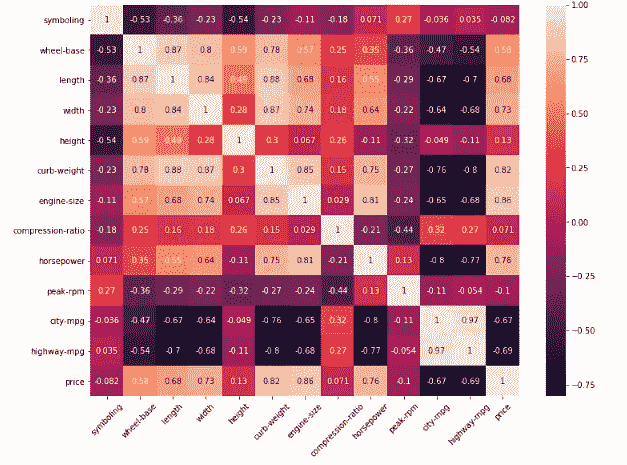 symboling 1 -0.53 -0.36 -0.23 -0.54 -0.23 -0.11 -0.18 0.071 0.27 -0.036 0.035 -0.082
wheel-base -0.53 1 0.87 0.8 0.59 0.78 0.57 0.25 0.35 -0.36 -0.47 -0.54 0.58
length -0.36 0.87 1 0.84 0.49 0.88 0.68 0.16 0.55 -0.29 -0.67 -0.7 0.68
width -0.23 0.8 0.84 1 0.28 0.87 0.74 0.18 0.64 -0.22 -0.64 -0.68 0.73
height -0.54 0.59 0.49 0.28 1 0.3 0.067 0.26 -0.11 -0.32 -0.049 -0.11 0.13
curb-weight -0.23 0.78 0.88 0.87 0.3 1 0.85 0.15 0.75 -0.27 -0.76 -0.8 0.82
engine-size -0.11 0.57 0.68 0.74 0.067 0.85 1 0.029 0.81 -0.24 -0.65 -0.68 0.86
compression-ratio -0.18 0.25 0.16 0.18 0.26 0.15 0.029 1 -0.21 -0.44 0.32 0.27 0.071
horsepower 0.071 0.35 0.55 0.64 -0.11 0.75 0.81 -0.21 1 0.13 -0.8 -0.77 0.76
peak-rpm 0.27 -0.36 -0.29 -0.22 -0.32 -0.27 -0.24 -0.44 0.13 1 -0.11 -0.054 -0.1
city-mpg -0.036 -0.47 -0.67 -0.64 -0.049 -0.76 -0.65 0.32 -0.8 -0.11 1 0.97 -0.67
highway-mpg 0.035 -0.54 -0.7 -0.68 -0.11 -0.8 -0.68 0.27 -0.77 -0.054 0.97 1 -0.69
price -0.082 0.58 0.68 0.73 0.13 0.82 0.86 0.071 0.76 -0.1 -0.67 -0.69 1
symboling wheel-base length width height curb-weight engine-size compression-ratio horsepower peak-rpm city-mpg highway-mpg price
1.00
0.75
0.50
0.25
0.00
-0.25
-0.50
-0.75